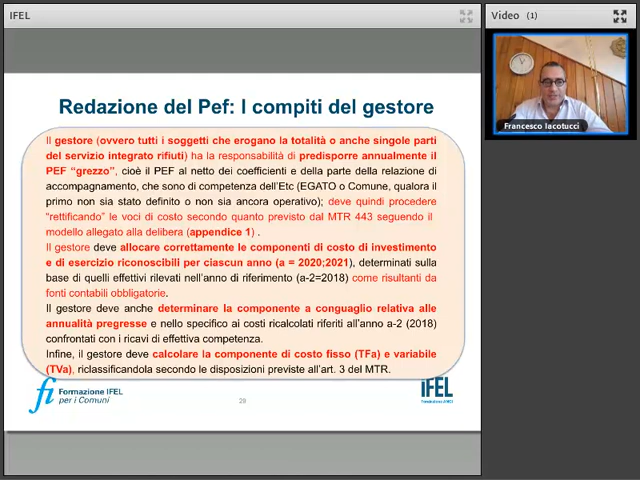 IFEL
Video (1)
Francesco Iacotucci
Redazione del Pef: I compiti del gestore
Il gestore (ovvero tutti i soggetti che erogano la totalità o anche singole parti
del servizio integrato rifiuti) ha la responsabilità di predisporre annualmente il
PEF “grezzo”, cioè il PEF al netto dei coefficienti e della parte della relazione di
accompagnamento, che sono di competenza dell’Etc (EGATO o Comune, qualora il
primo non sia stato definito o non sia ancora operativo); deve quindi procedere
“rettificando” le voci di costo secondo quanto previsto dal MTR 443 seguendo il
modello allegato alla delibera (appendice 1) .
Il gestore deve allocare correttamente le componenti di costo di investimento
e di esercizio riconoscibili per ciascun anno (a = 2020;2021), determinati sulla
base di quelli effettivi rilevati nell’anno di riferimento (a-2=2018) come risultanti da
fonti contabili obbligatorie.
Il gestore deve anche determinare la componente a conguaglio relativa alle
annualità pregresse e nello specifico ai costi ricalcolati riferiti all’anno a-2 (2018)
confrontati con i ricavi di effettiva competenza.
Infine, il gestore deve calcolare la componente di costo fisso (TFa) e variabile
(TVa), riclassificandola secondo le disposizioni previste all’art. 3 del MTR.
fi Formazione IFEL
per i Comuni
20
IFEL
Fondazione ANCI